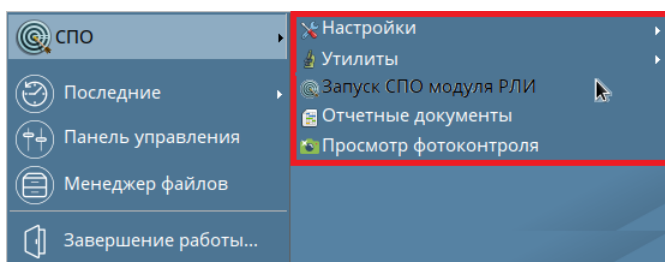 СПО
Последние
Панель управления
Менеджер файлов
Завершение работы...
Настройки
Утилиты
Запуск СПО модуля РЛИ
Отчетные документы
Просмотр фотоконтроля